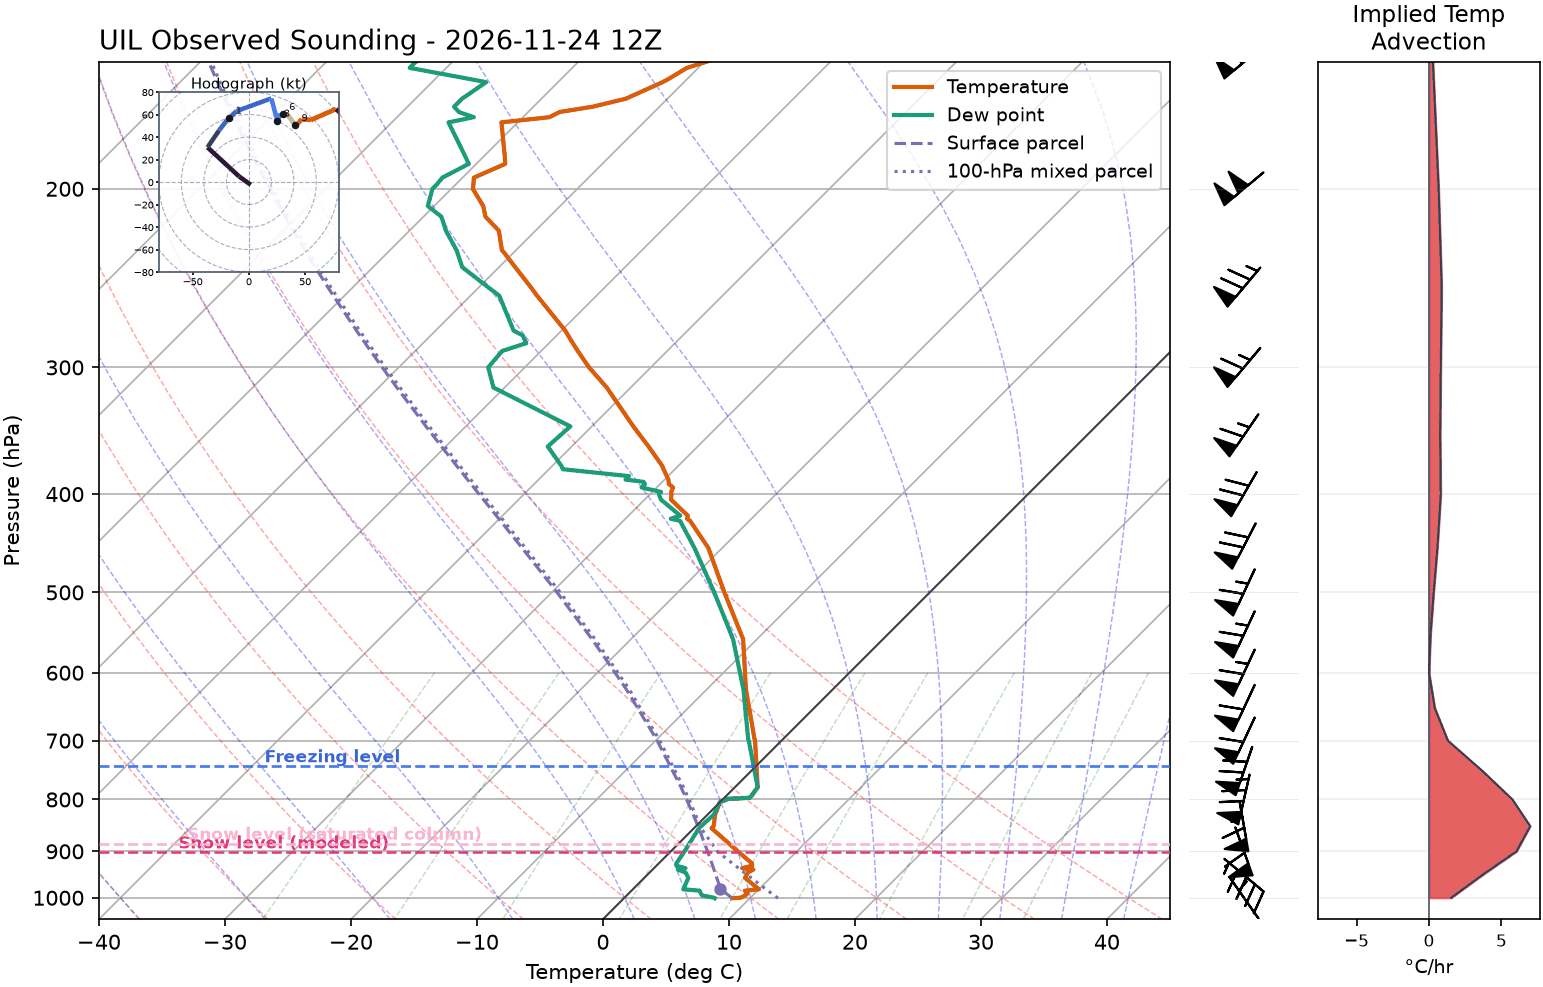 Implied Temp
Advection
UIL Observed Sounding - 2026-11-24 12Z
Hodograph (kt)
80
60
40
20
0
−20
−40
−60
−80
−50
0
50
1
6
9
Temperature
Dew point
Surface parcel
100-hPa mixed parcel
200
300
400
500
600
700
800
900
1000
Pressure (hPa)
Freezing level
Snow level (saturated column)
Snow level (modeled)
−40
−30
−20
−10
0
10
20
30
40
Temperature (deg C)
−5
0
5
°C/hr